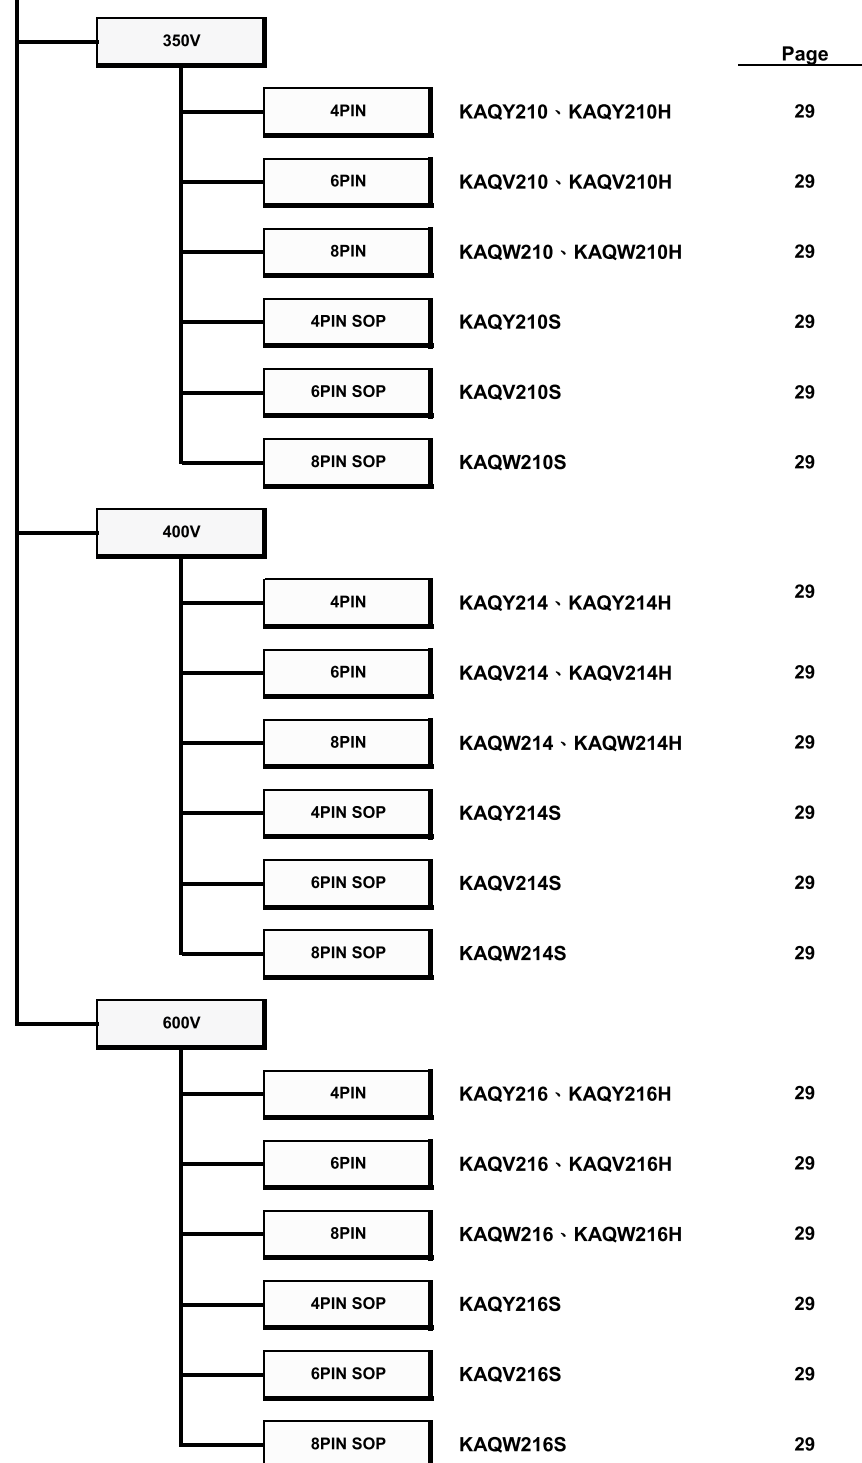 350V
Page
4PIN KAQY210、KAQY210H 29
6PIN KAQV210、KAQV210H 29
8PIN KAQW210、KAQW210H 29
4PIN SOP KAQY210S 29
6PIN SOP KAQV210S 29
8PIN SOP KAQW210S 29
400V
4PIN KAQY214、KAQY214H 29
6PIN KAQV214、KAQV214H 29
8PIN KAQW214、KAQW214H 29
4PIN SOP KAQY214S 29
6PIN SOP KAQV214S 29
8PIN SOP KAQW214S 29
600V
4PIN KAQY216、KAQY216H 29
6PIN KAQV216、KAQV216H 29
8PIN KAQW216、KAQW216H 29
4PIN SOP KAQY216S 29
6PIN SOP KAQV216S 29
8PIN SOP KAQW216S 29